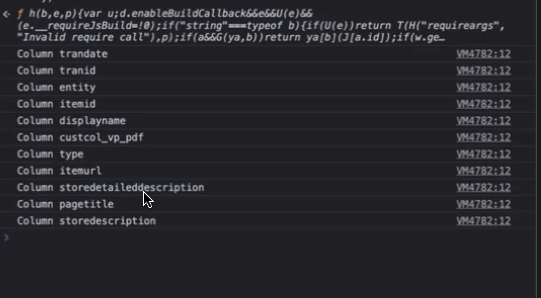 ← ƒ h(b,e,p){var u;d.enableBuildCallback&&e&&U(e)&&
(e.__requireJsBuild=!0);if("string"===typeof b){if(U(e))return T(H("requireargs",
"Invalid require call"),p);if(a&&G(ya,b))return ya[b](J[a.id]);if(w.ge…
Column trandate VM4782:12
Column tranid VM4782:12
Column entity VM4782:12
Column itemid VM4782:12
Column displayname VM4782:12
Column custcol_vp_pdf VM4782:12
Column type VM4782:12
Column itemurl VM4782:12
Column storedetaileddescription VM4782:12
Column pagetitle VM4782:12
Column storedescription VM4782:12
>